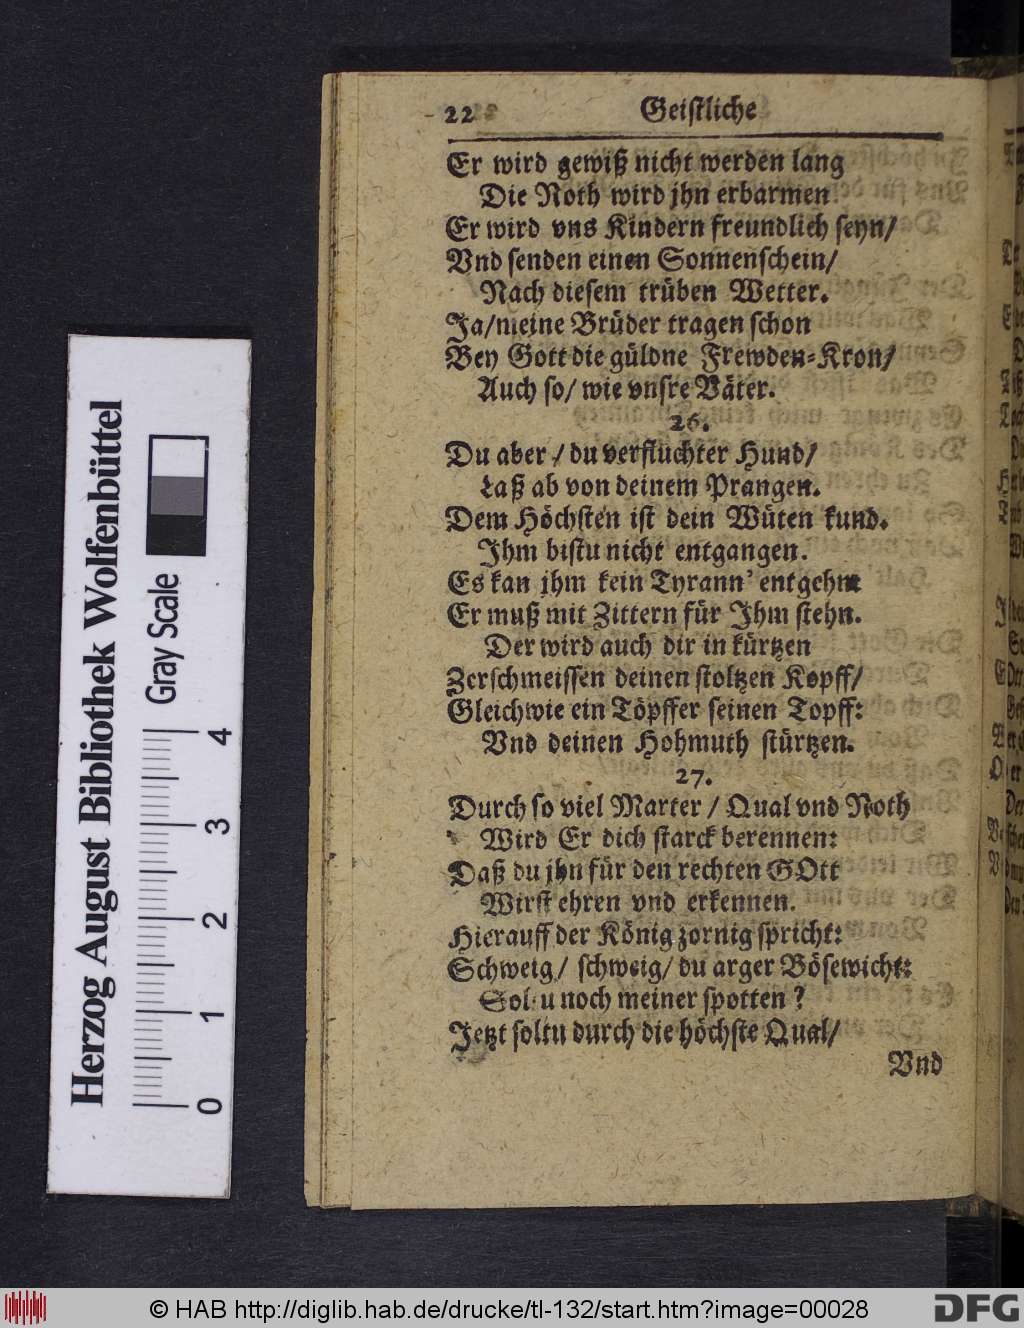 22 Geistliche
Er wird gewiß nicht werden lang
Die Noth wird jhn erbarmen
Er wird vns Kindern freundlich seyn/
Vnd senden einen Sonnenschein/
Nach diesem trüben Wetter.
Ja/meine Brüder tragen schon
Bey Gott die güldne Frewden-Kron/
Auch so/ wie vnsre Väter.
26.
Du aber / du verfluchter Hund/
Laß ab von deinem Prangen.
Dem Höchsten ist dein Wüten kund.
Ihm bistu nicht entgangen.
Es kan jhm kein Tyrann' entgehn
Er muß mit Zittern für Ihm stehn.
Der wird auch dir in kürtzen
Zerschmeissen deinen stoltzen Kopff/
Gleichwie ein Töpffer seinen Topff:
Vnd deinen Hohmuth stürtzen.
27.
Durch so viel Marter / Qual vnd Noth
Wird Er dich starck berennen:
Daß du jhn für den rechten GOtt
Wirst ehren vnd erkennen.
Hierauff der König zornig spricht:
Schweig/ schweig/ du arger Bösewicht:
noch meiner spotten ?
Jetzt soltu durch die höchste Qual/
Vnd
Herzog August Bibliothek Wolfenbüttel
Gray Scale
0 1 2 3 4
© HAB http://diglib.hab.de/drucke/tl-132/start.htm?image=00028
DFG